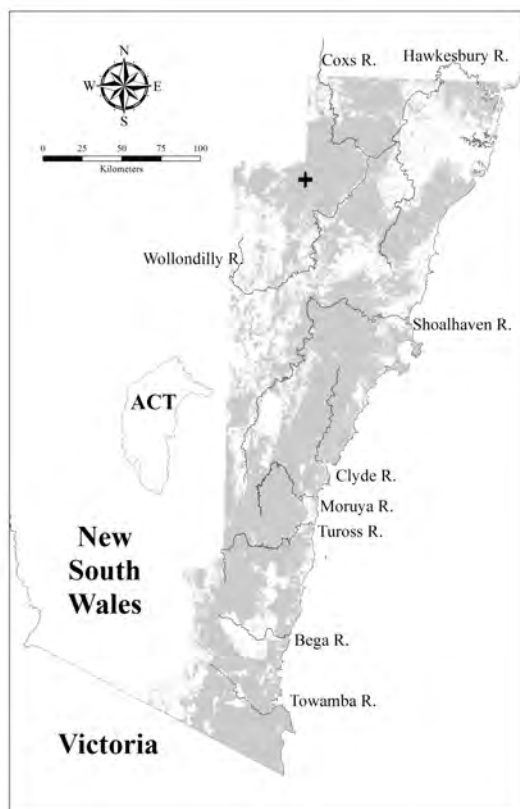 Coxs R.
Hawkesbury R.
N
W
E
S
0 25 50 100
Kilometers
Wollondilly R.
Shoalhaven R.
ACT
Clyde R.
Moruya R.
Tuross R.
New
South
Wales
Bega R.
Towamba R.
Victoria